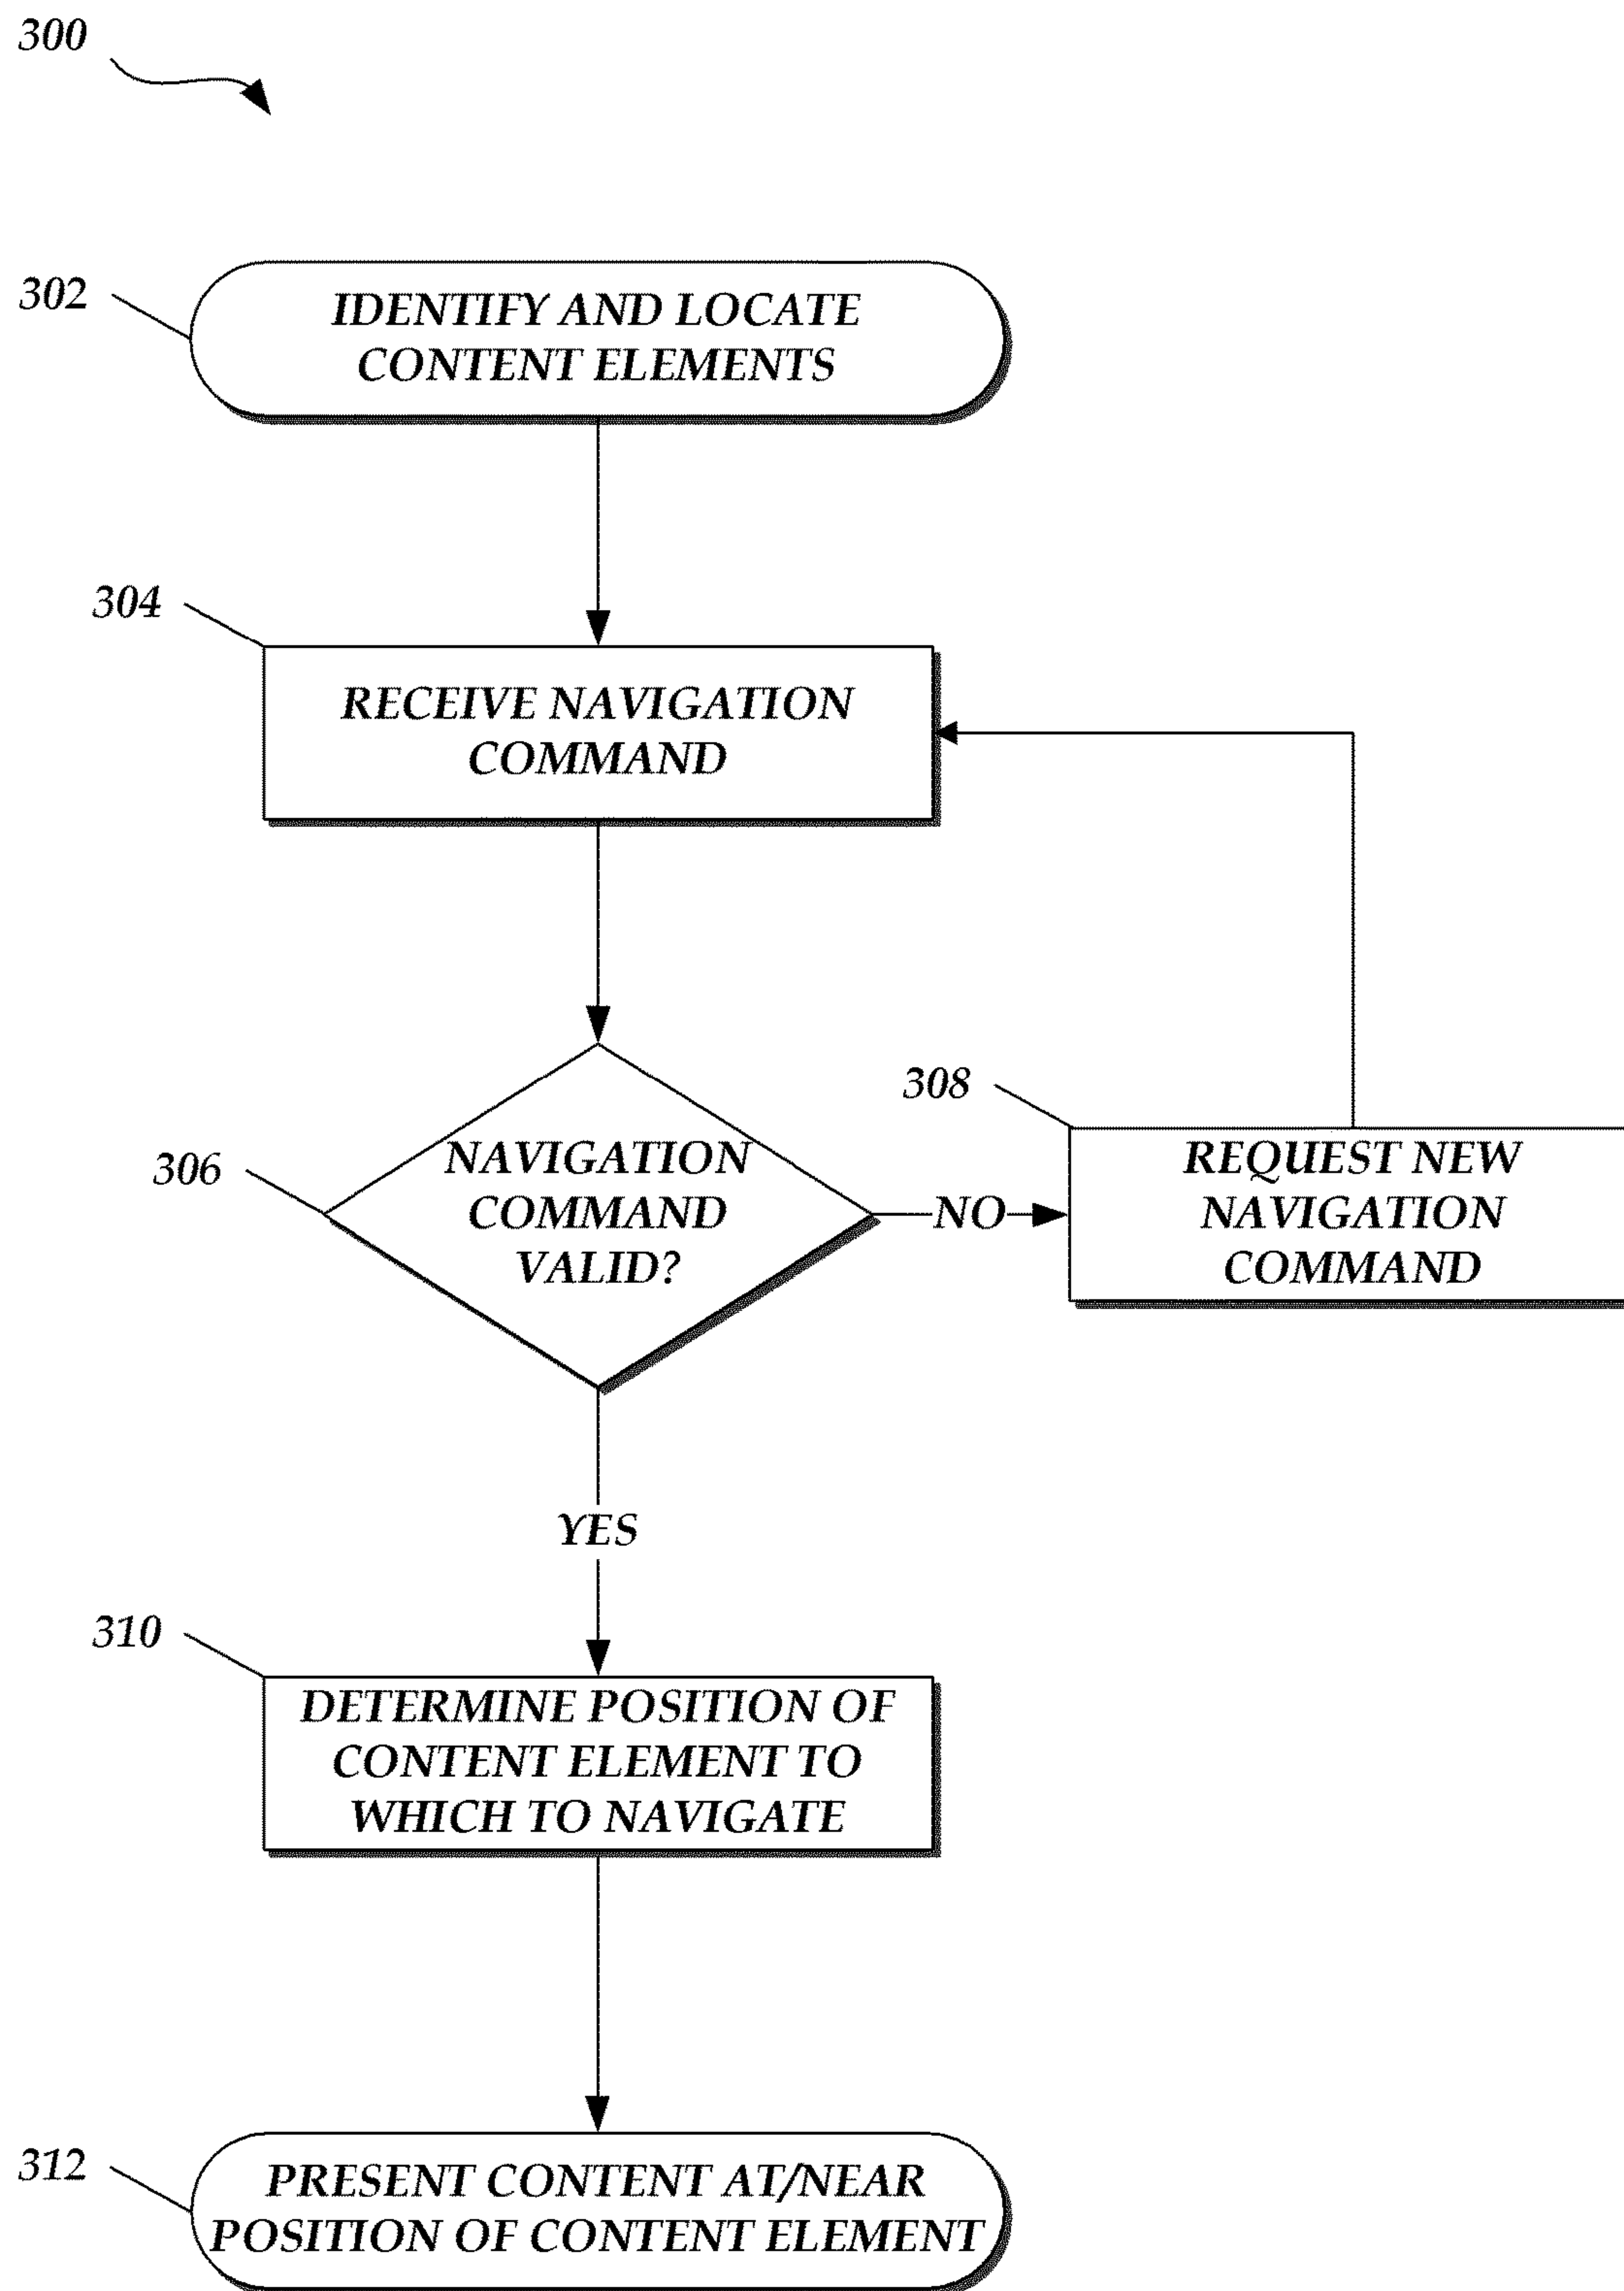 300
302
IDENTIFY AND LOCATE
CONTENT ELEMENTS
304
RECEIVE NAVIGATION
COMMAND
306
NAVIGATION
COMMAND
VALID?
NO
308
REQUEST NEW
NAVIGATION
COMMAND
YES
310
DETERMINE POSITION OF
CONTENT ELEMENT TO
WHICH TO NAVIGATE
312
PRESENT CONTENT AT/NEAR
POSITION OF CONTENT ELEMENT